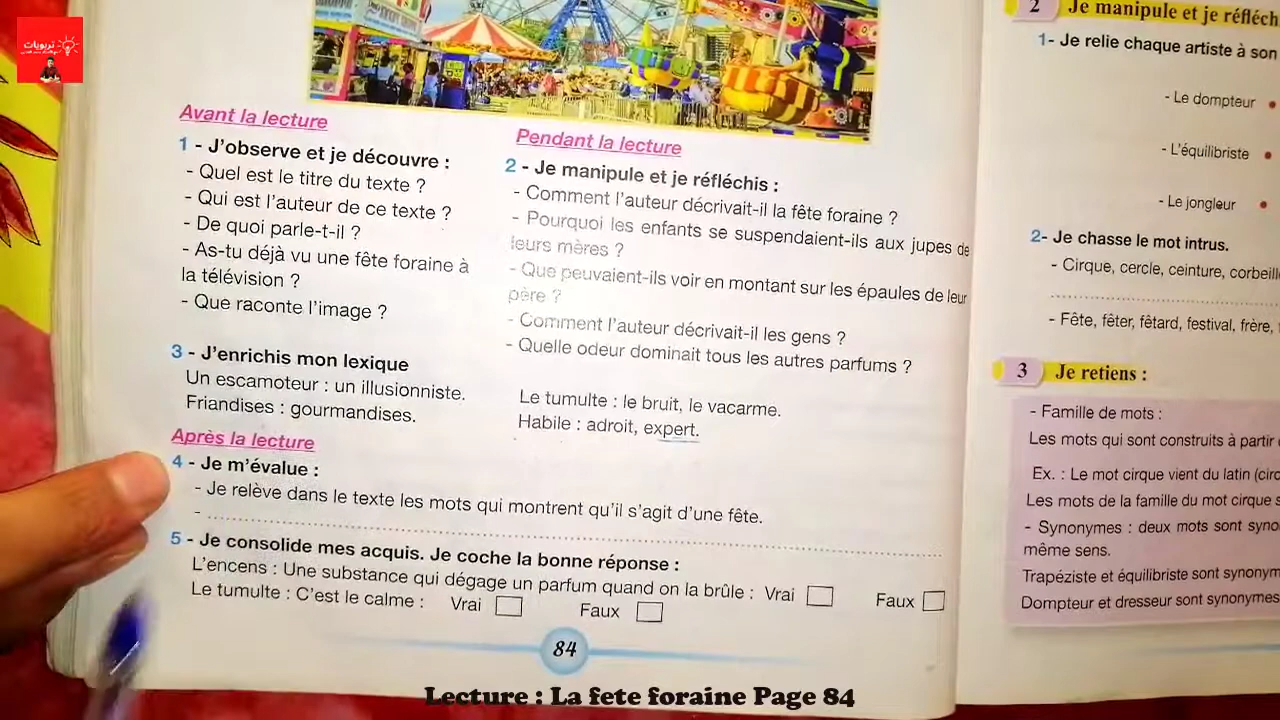 تربويات
Avant la lecture
1 - J'observe et je découvre :
- Quel est le titre du texte ?
- Qui est l'auteur de ce texte ?
- De quoi parle-t-il ?
- As-tu déjà vu une fête foraine à
la télévision ?
- Que raconte l'image ?
Pendant la lecture
2 - Je manipule et je réfléchis :
- Comment l'auteur décrivait-il la fête foraine ?
- Pourquoi les enfants se suspendaient-ils aux jupes de
leurs mères ?
- Que peuvaient-ils voir en montant sur les épaules de leur
père ?
- Comment l'auteur décrivait-il les gens ?
- Quelle odeur dominait tous les autres parfums ?
3 - J'enrichis mon lexique
Un escamoteur : un illusionniste.
Friandises : gourmandises.
Le tumulte : le bruit, le vacarme.
Habile : adroit, expert.
Après la lecture
4 - Je m'évalue :
- Je relève dans le texte les mots qui montrent qu'il s'agit d'une fête.
-
5 - Je consolide mes acquis. Je coche la bonne réponse :
L'encens : Une substance qui dégage un parfum quand on la brûle : Vrai Faux
Le tumulte : C'est le calme : Vrai Faux
84
2 Je manipule et je réfléch
1- Je relie chaque artiste à son
- Le dompteur
- L'équilibriste
- Le jongleur
2- Je chasse le mot intrus.
- Cirque, cercle, ceinture, corbeill
- Fête, fêter, fêtard, festival, frère,
3 Je retiens :
- Famille de mots :
Les mots qui sont construits à partir
Ex. : Le mot cirque vient du latin (circ
Les mots de la famille du mot cirque s
- Synonymes : deux mots sont syno
même sens.
Trapéziste et équilibriste sont synonym
Dompteur et dresseur sont synonymes
Lecture : La fete foraine Page 84